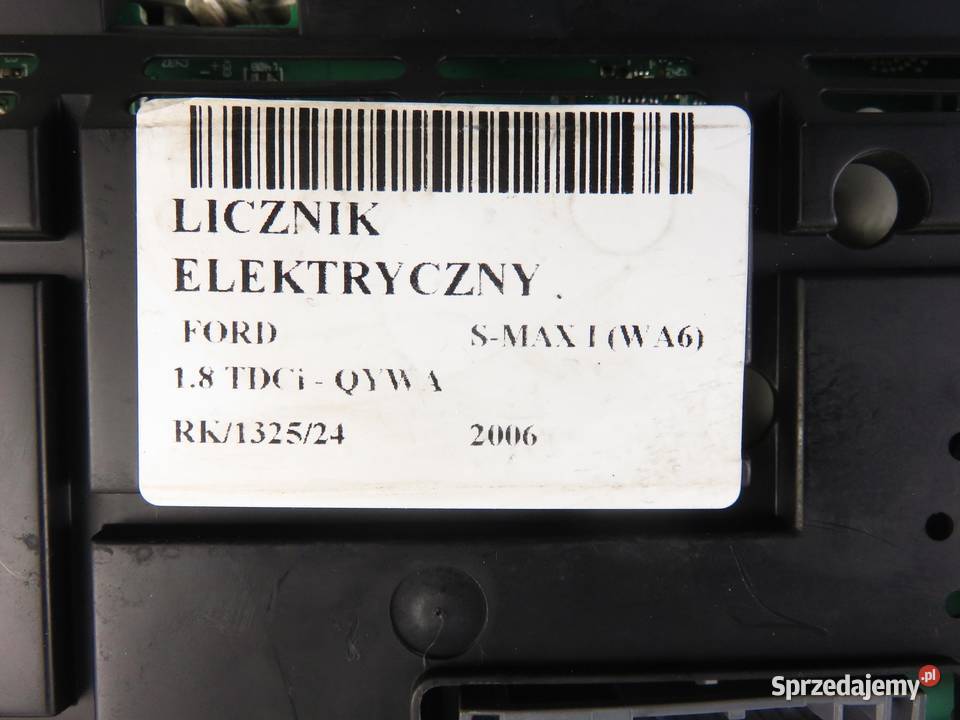 LICZNIK
ELEKTRYCZNY .
FORD S-MAX I (WA6)
1.8 TDCi - QYWA
RK/1325/24 2006
Sprzedajemy.pl